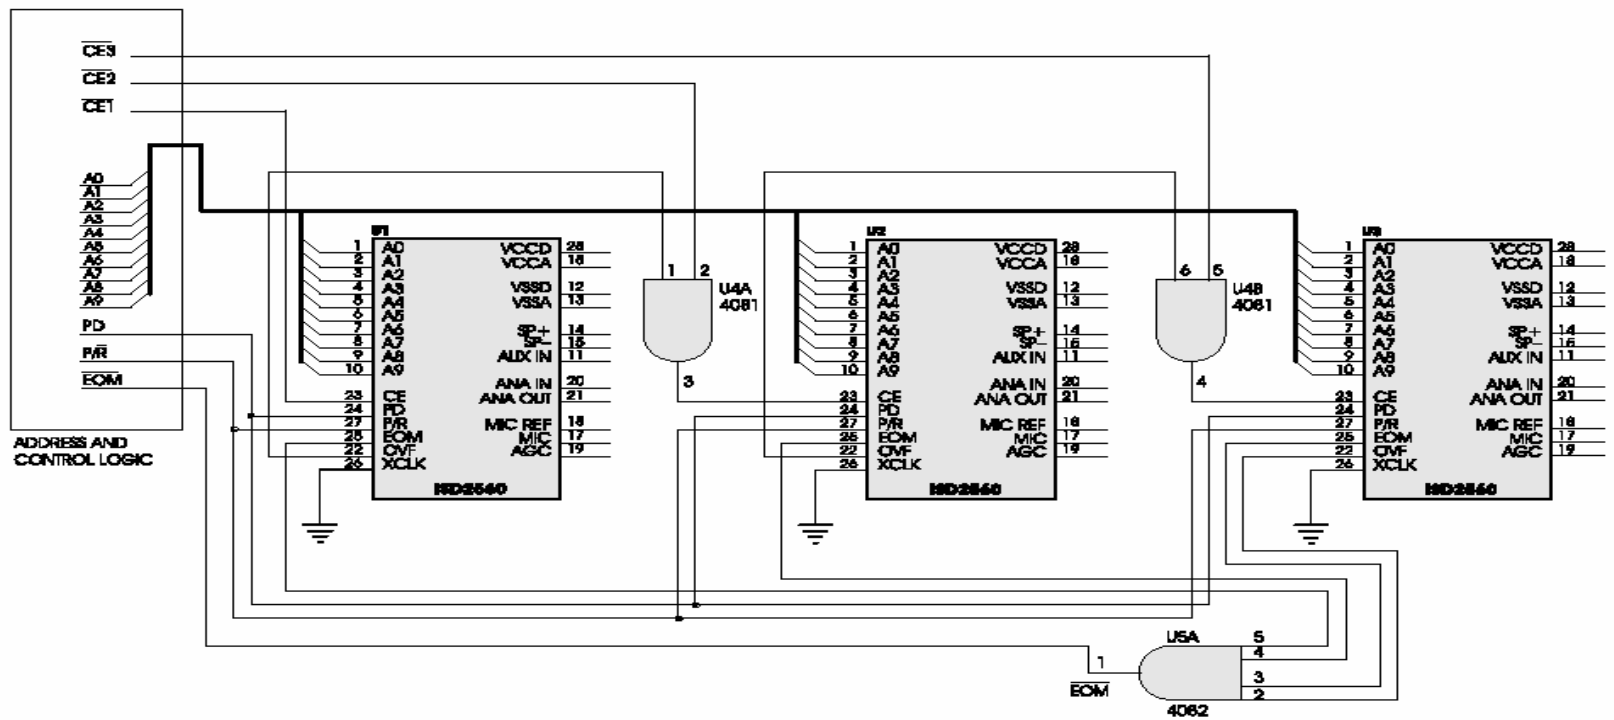 CE3
CE2
CE1
A0
A1
A2
A3
A4
A5
A6
A7
A8
A9
PD
P/R
EOM
ADDRESS AND
CONTROL LOGIC
U1
1 A0 VCCD 28
2 A1 VCCA 16
3 A2
4 A3 VSSD 12
5 A4 VSSA 13
6 A5
7 A6 SP+ 14
8 A7 SP- 15
9 A8 AUX IN 11
10 A9
ANA IN 20
23 CE ANA OUT 21
24 PD
27 P/R MIC REF 18
25 EOM MIC 17
22 OVF AGC 19
26 XCLK
ISD2560
1 2
U4A
4081
3
U2
1 A0 VCCD 28
2 A1 VCCA 16
3 A2
4 A3 VSSD 12
5 A4 VSSA 13
6 A5
7 A6 SP+ 14
8 A7 SP- 15
9 A8 AUX IN 11
10 A9
ANA IN 20
23 CE ANA OUT 21
24 PD
27 P/R MIC REF 18
25 EOM MIC 17
22 OVF AGC 19
26 XCLK
ISD2560
6 5
U4B
4081
4
U3
1 A0 VCCD 28
2 A1 VCCA 16
3 A2
4 A3 VSSD 12
5 A4 VSSA 13
6 A5
7 A6 SP+ 14
8 A7 SP- 15
9 A8 AUX IN 11
10 A9
ANA IN 20
23 CE ANA OUT 21
24 PD
27 P/R MIC REF 18
25 EOM MIC 17
22 OVF AGC 19
26 XCLK
ISD2560
U5A
5
4
1
3
EOM
2
4082